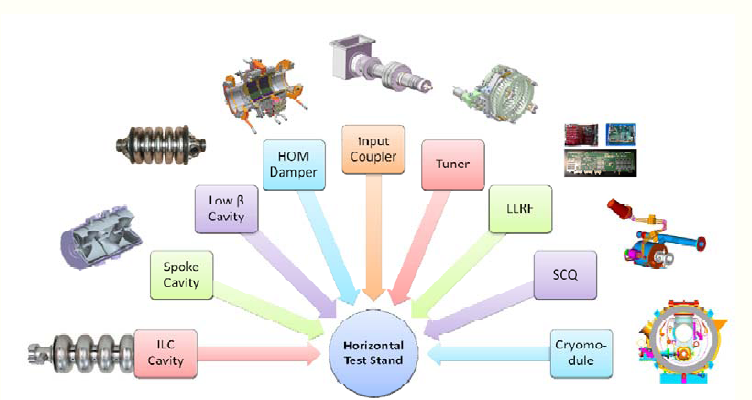 Input
Coupler
HOM
Damper
Tuner
Low β
Cavity
LLRF
Spoke
Cavity
SCQ
ILC
Cavity
Horizontal
Test Stand
Cryomo-
dule